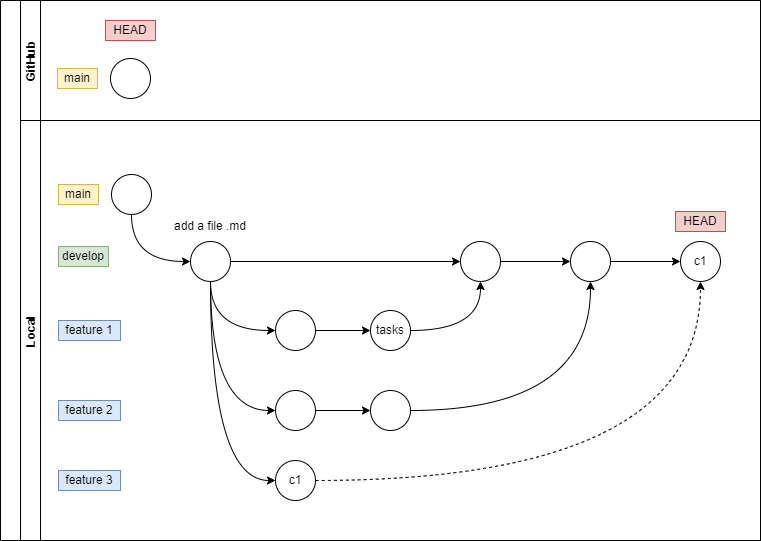 GitHub
HEAD
main
Local
main
add a file .md
HEAD
develop
c1
feature 1
tasks
feature 2
feature 3
c1